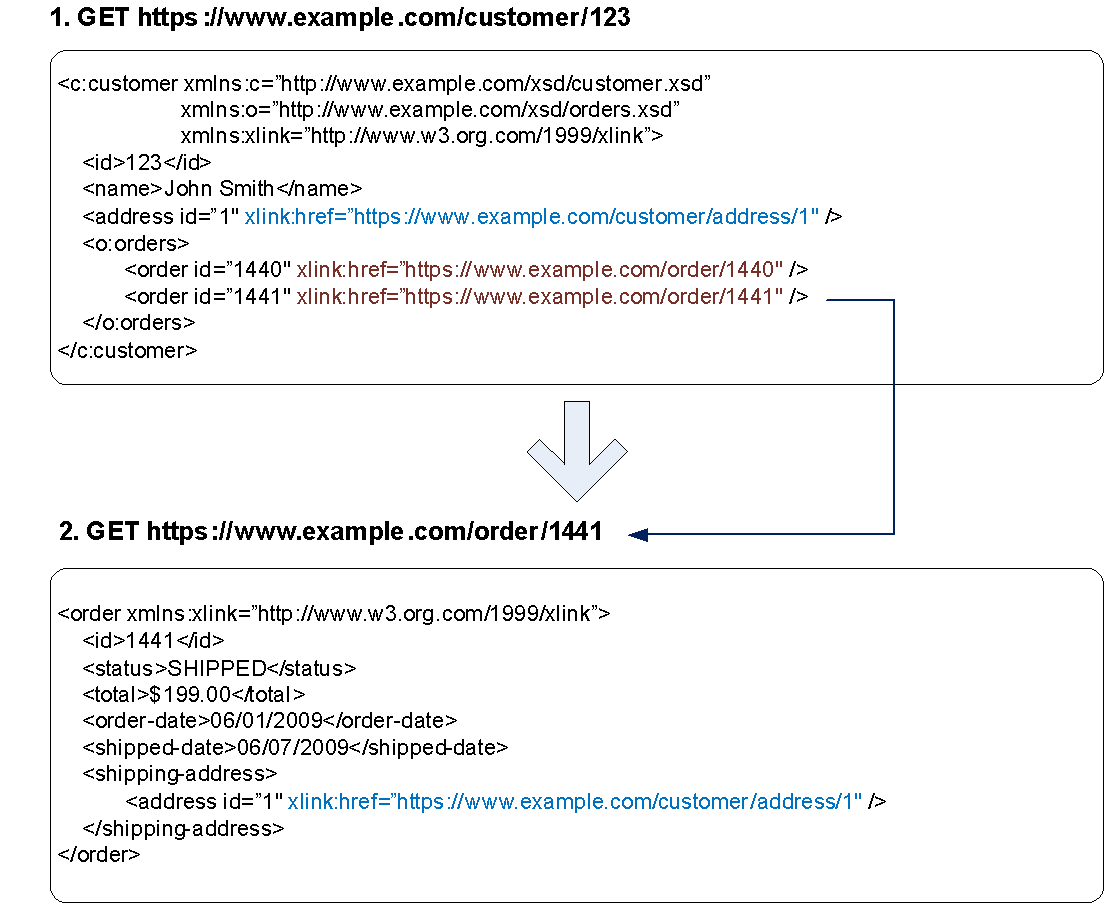 1. GET https://www.example.com/customer/123
<c:customer xmlns:c=”http://www.example.com/xsd/customer.xsd”
xmlns:o=”http://www.example.com/xsd/orders.xsd”
xmlns:xlink=”http://www.w3.org.com/1999/xlink”>
<id>123</id>
<name>John Smith</name>
<address id=”1" xlink:href=”https://www.example.com/customer/address/1" />
<o:orders>
<order id=”1440" xlink:href=”https://www.example.com/order/1440" />
<order id=”1441" xlink:href=”https://www.example.com/order/1441" />
</o:orders>
</c:customer>
2. GET https://www.example.com/order/1441
<order xmlns:xlink=”http://www.w3.org.com/1999/xlink”>
<id>1441</id>
<status>SHIPPED</status>
<total>$199.00</total>
<order-date>06/01/2009</order-date>
<shipped-date>06/07/2009</shipped-date>
<shipping-address>
<address id=”1" xlink:href=”https://www.example.com/customer/address/1" />
</shipping-address>
</order>